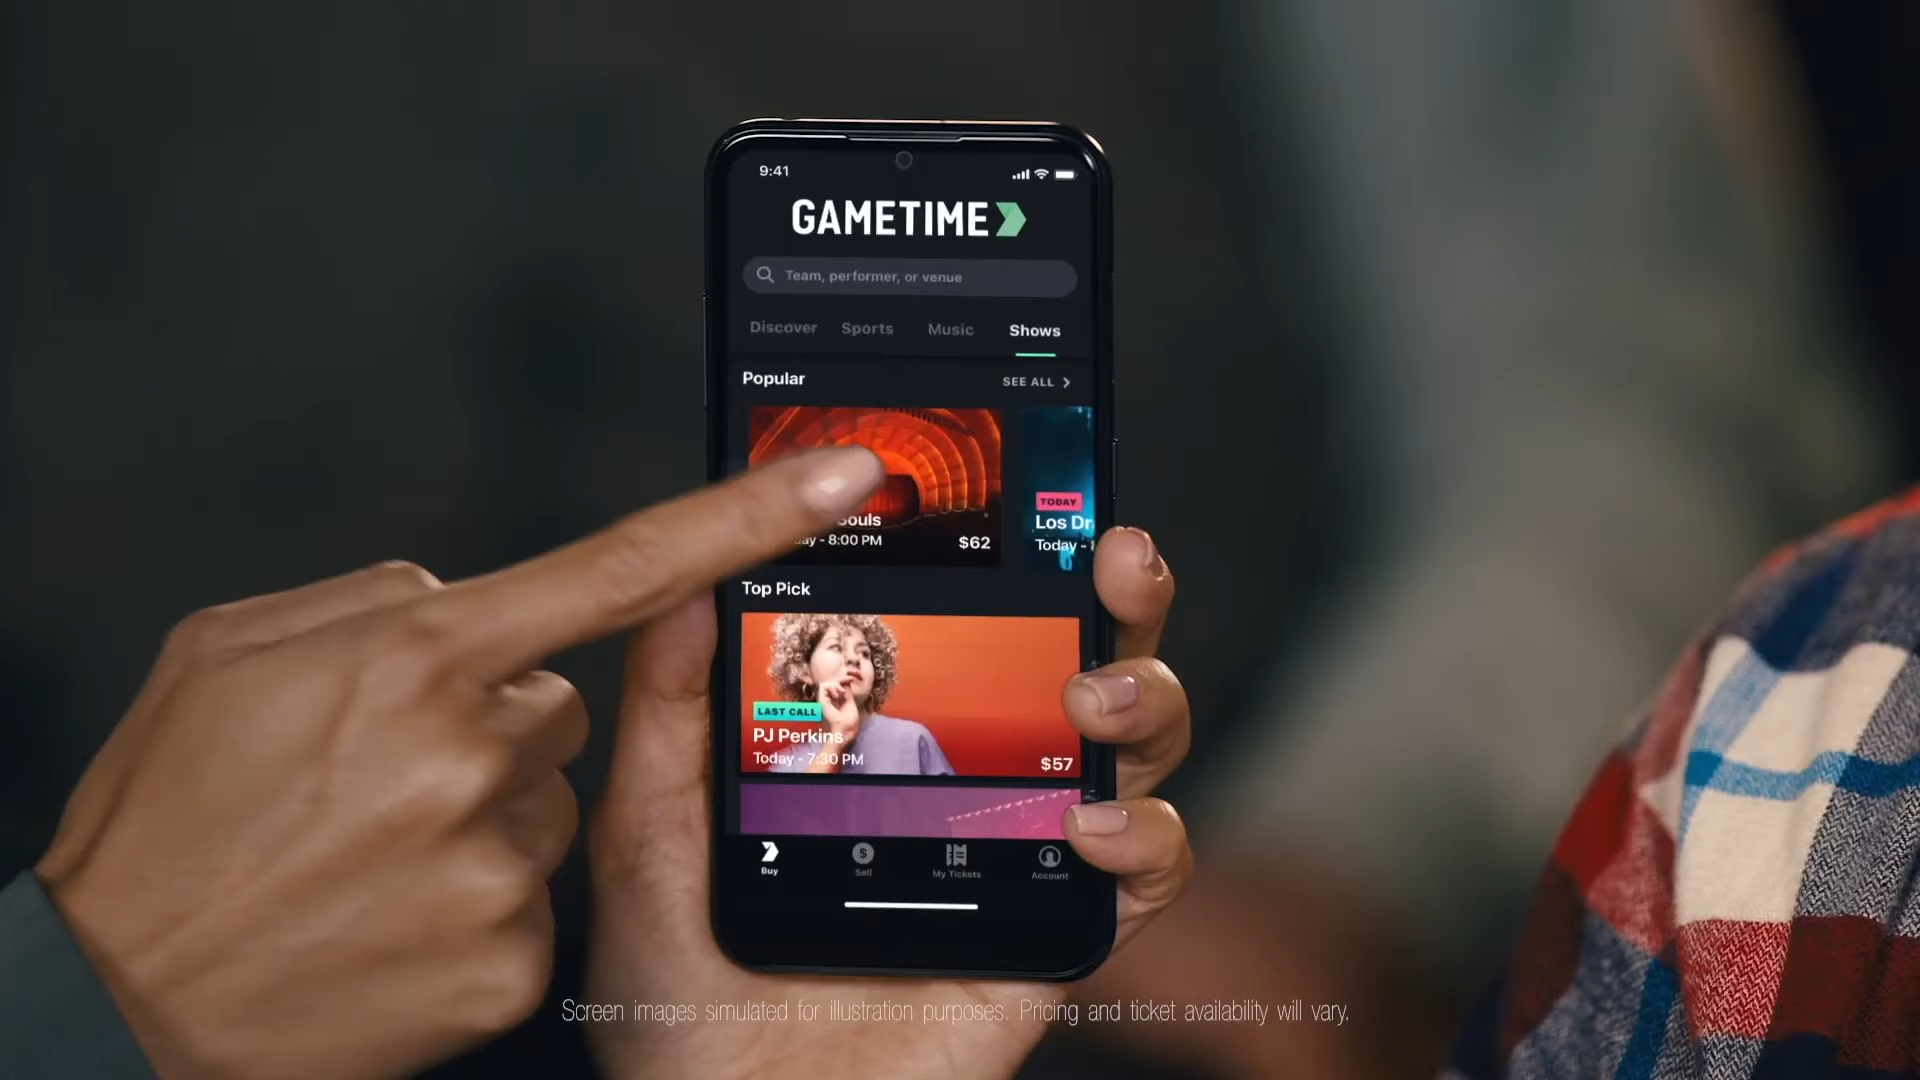 9:41
GAMETIME
Team, performer, or venue
Discover Sports Music Shows
Popular SEE ALL
Souls
8:00 PM $62
TODAY
Los
Today -
Top Pick
LAST CALL
PJ Perkins
Today - 7:30 PM $57
Buy Sell My Tickets Account
Screen images simulated for illustration purposes. Pricing and ticket availability will vary.